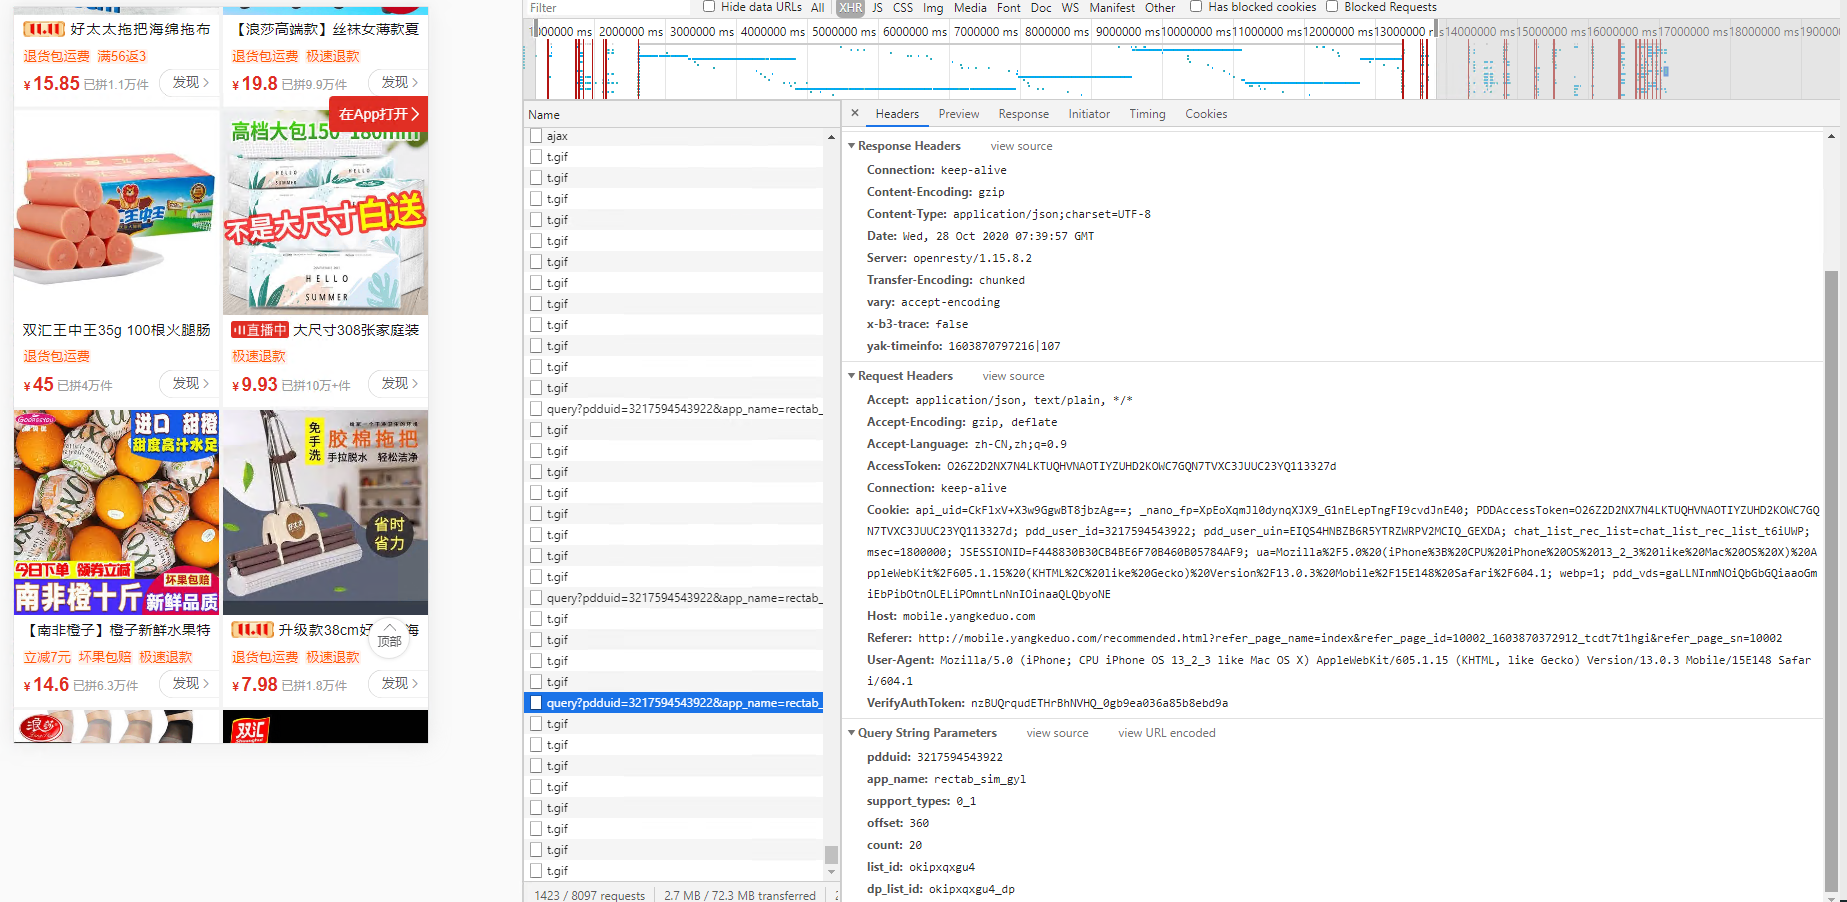 11.11 好太太拖把海绵拖布
退货包运费 满56返3
¥15.85 已拼1.1万件 发现 >
【浪莎高端款】丝袜女薄款夏
退货包运费 极速退款
¥19.8 已拼9.9万件 发现 >
在App打开 >
高档大包150*180mm
HELLO SUMMER
HELLO SUMMER
不是大尺寸白送
HELLO
SUMMER
双汇王中王35g 100根火腿肠
退货包运费
¥45 已拼4万件 发现 >
直播中 大尺寸308张家庭装
极速退款
¥9.93 已拼10万+件 发现 >
进口 甜橙
甜度高汁水足
今日下单 领券立减
坏果包赔
南非橙十斤 新鲜品质
免手洗
胶棉拖把
手拉脱水 轻松洁净
省时
省力
【南非橙子】橙子新鲜水果特
立减7元 坏果包赔 极速退款
¥14.6 已拼6.3万件 发现 >
11.11 升级款38cm好
海
顶部
退货包运费 极速退款
¥7.98 已拼1.8万件 发现 >
浪莎
双汇
Filter
Hide data URLs All XHR JS CSS Img Media Font Doc WS Manifest Other Has blocked cookies Blocked Requests
1000000 ms 2000000 ms 3000000 ms 4000000 ms 5000000 ms 6000000 ms 7000000 ms 8000000 ms 9000000 ms 10000000 ms 11000000 ms 12000000 ms 13000000 ms 14000000 ms 15000000 ms 16000000 ms 17000000 ms 18000000 ms 1900000
Name
ajax
t.gif
t.gif
t.gif
t.gif
t.gif
t.gif
t.gif
t.gif
t.gif
t.gif
t.gif
t.gif
query?pdduid=3217594543922&app_name=rectab_
t.gif
t.gif
t.gif
t.gif
t.gif
t.gif
t.gif
t.gif
query?pdduid=3217594543922&app_name=rectab_
t.gif
t.gif
t.gif
t.gif
query?pdduid=3217594543922&app_name=rectab_
t.gif
t.gif
t.gif
t.gif
t.gif
t.gif
t.gif
t.gif
1423 / 8097 requests 2.7 MB / 72.3 MB transferred
× Headers Preview Response Initiator Timing Cookies
Response Headers view source
Connection: keep-alive
Content-Encoding: gzip
Content-Type: application/json;charset=UTF-8
Date: Wed, 28 Oct 2020 07:39:57 GMT
Server: openresty/1.15.8.2
Transfer-Encoding: chunked
vary: accept-encoding
x-b3-trace: false
yak-timeinfo: 1603870797216|107
Request Headers view source
Accept: application/json, text/plain, */*
Accept-Encoding: gzip, deflate
Accept-Language: zh-CN,zh;q=0.9
AccessToken: O26Z2D2NX7N4LKTUQHVNAOTIYZUHD2KOWC7GQN7TVXC3JUUC23YQ113327d
Connection: keep-alive
Cookie: api_uid=CkFlxV+X3w9GgwBT8jbzAg==; _nano_fp=XpEoXqmJl0dynqXJX9_GlnELepTngFI9cvdJnE40; PDDAccessToken=O26Z2D2NX7N4LKTUQHVNAOTIYZUHD2KOWC7GQ
N7TVXC3JUUC23YQ113327d; pdd_user_id=3217594543922; pdd_user_uin=EIQS4HNBZB6R5YTRZWRPV2MCIQ_GEXDA; chat_list_rec_list=chat_list_rec_list_t6iUWP;
msec=1800000; JSESSIONID=F448830B30CB4BE6F70B460B05784AF9; ua=Mozilla%2F5.0%20(iPhone%3B%20CPU%20iPhone%20OS%2013_2_3%20like%20Mac%20OS%20X)%20A
ppleWebKit%2F605.1.15%20(KHTML%2C%20like%20Gecko)%20Version%2F13.0.3%20Mobile%2F15E148%20Safari%2F604.1; webp=1; pdd_vds=gaLLNInmNOiQbGbGQiaaoGm
iEbPibOtnOLELiPOmntLnNnIOinaaQLQbyoNE
Host: mobile.yangkeduo.com
Referer: http://mobile.yangkeduo.com/recommended.html?refer_page_name=index&refer_page_id=10002_1603870372912_tcdt7t1hgi&refer_page_sn=10002
User-Agent: Mozilla/5.0 (iPhone; CPU iPhone OS 13_2_3 like Mac OS X) AppleWebKit/605.1.15 (KHTML, like Gecko) Version/13.0.3 Mobile/15E148 Safar
i/604.1
VerifyAuthToken: nzBUQrqudETHrBhNVHQ_0gb9ea036a85b8ebd9a
Query String Parameters view source view URL encoded
pdduid: 3217594543922
app_name: rectab_sim_gyl
support_types: 0_1
offset: 360
count: 20
list_id: okipxqxgu4
dp_list_id: okipxqxgu4_dp